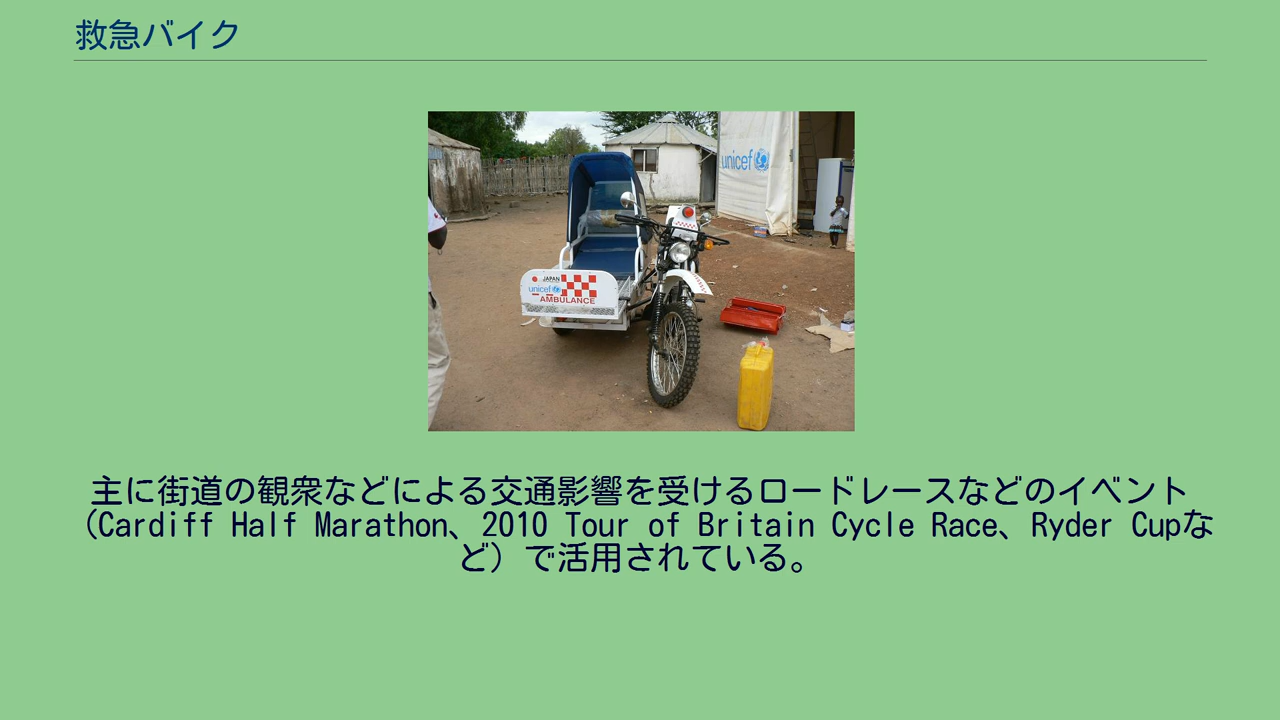 救急バイク
unicef
JAPAN
unicef
AMBULANCE
主に街道の観衆などによる交通影響を受けるロードレースなどのイベント
（Cardiff Half Marathon、2010 Tour of Britain Cycle Race、Ryder Cupな
ど）で活用されている。